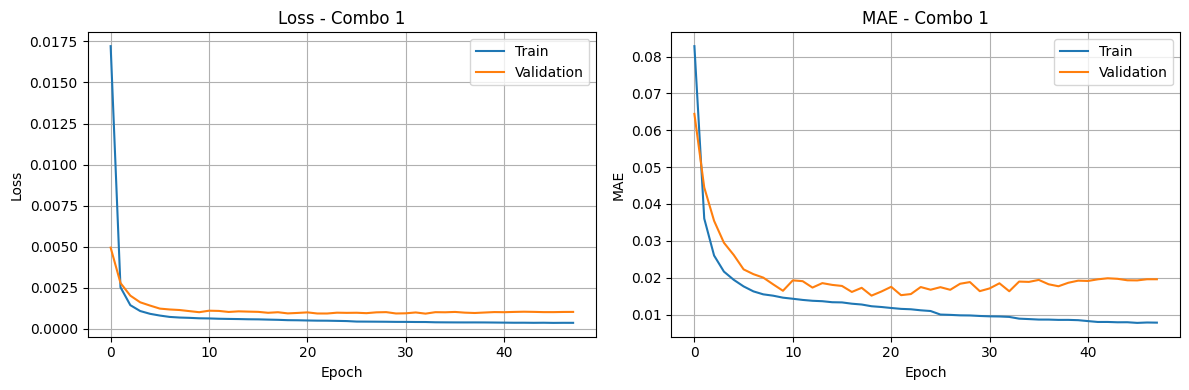 Loss - Combo 1
0.0175
0.0150
0.0125
0.0100
0.0075
0.0050
0.0025
0.0000
Loss
0
10
20
30
40
Epoch
Train
Validation
MAE - Combo 1
0.08
0.07
0.06
0.05
0.04
0.03
0.02
0.01
MAE
0
10
20
30
40
Epoch
Train
Validation